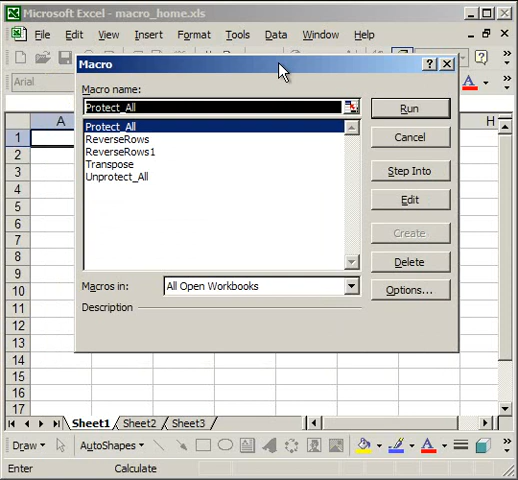 Microsoft Excel - macro_home.xls
File Edit View Insert Format Tools Data Window Help
Arial
Macro
Macro name:
Protect_All
Run
Protect_All
ReverseRows
ReverseRows1
Transpose
Unprotect_All
Cancel
Step Into
Edit
Create
Delete
Macros in: All Open Workbooks
Options...
Description
A H
1
2
3
4
5
6
7
8
9
10
11
12
13
14
15
16
17
Sheet1 Sheet2 Sheet3
Draw AutoShapes
Enter Calculate